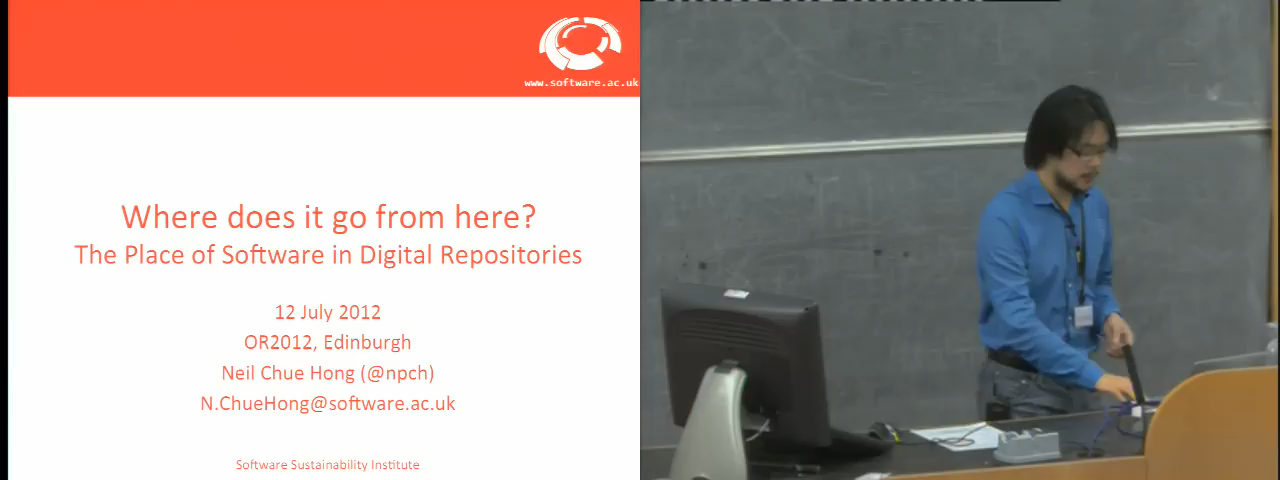 www.software.ac.uk
Where does it go from here?
The Place of Software in Digital Repositories
12 July 2012
OR2012, Edinburgh
Neil Chue Hong (@npch)
N.ChueHong@software.ac.uk
Software Sustainability Institute